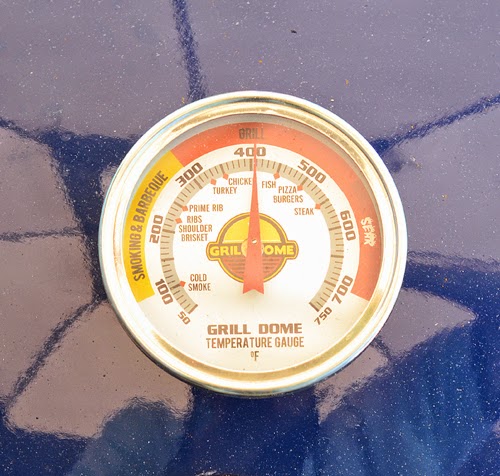 GRILL
SMOKING & BARBEQUE
SEAR
50
100
200
300
400
500
600
700
750
COLD
SMOKE
RIBS
SHOULDER
BRISKET
PRIME RIB
TURKEY
CHICKE
FISH
PIZZA
BURGERS
STEAK
GRILL DOME
GRILL DOME
TEMPERATURE GAUGE
°F